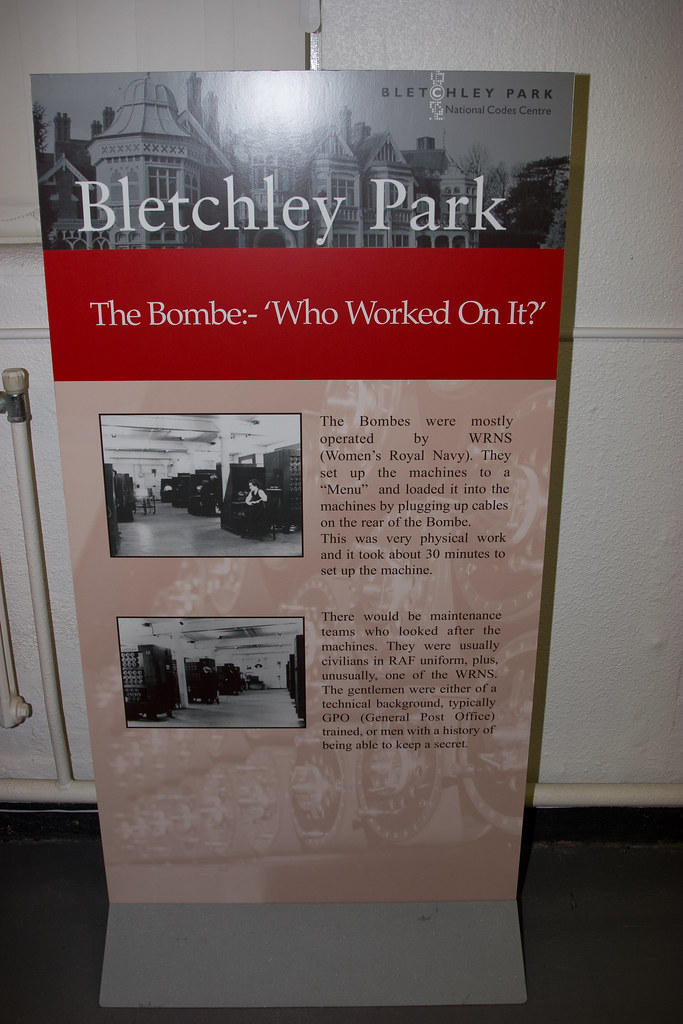 BLETCHLEY PARK
National Codes Centre
Bletchley Park
The Bombe:- ‘Who Worked On It?’
The Bombes were mostly
operated by WRNS
(Women's Royal Navy). They
set up the machines to a
“Menu” and loaded it into the
machines by plugging up cables
on the rear of the Bombe.
This was very physical work
and it took about 30 minutes to
set up the machine.
There would be maintenance
teams who looked after the
machines. They were usually
civilians in RAF uniform, plus,
unusually, one of the WRNS.
The gentlemen were either of a
technical background, typically
GPO (General Post Office)
trained, or men with a history of
being able to keep a secret.